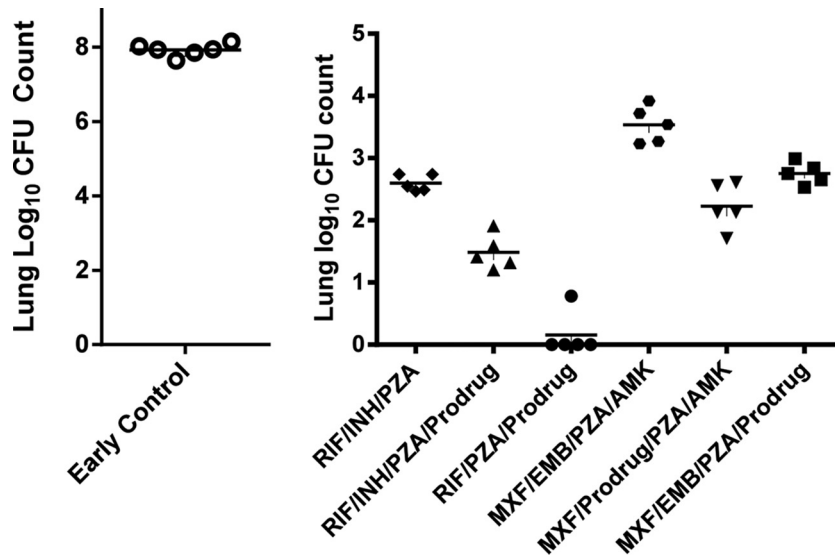 Lung Log10 CFU Count
8
6
4
2
0
Early Control
Lung log10 CFU count
5
4
3
2
1
0
RIF/INH/PZA
RIF/INH/PZA/Prodrug
RIF/PZA/Prodrug
MXF/EMB/PZA/AMK
MXF/Prodrug/PZA/AMK
MXF/EMB/PZA/Prodrug